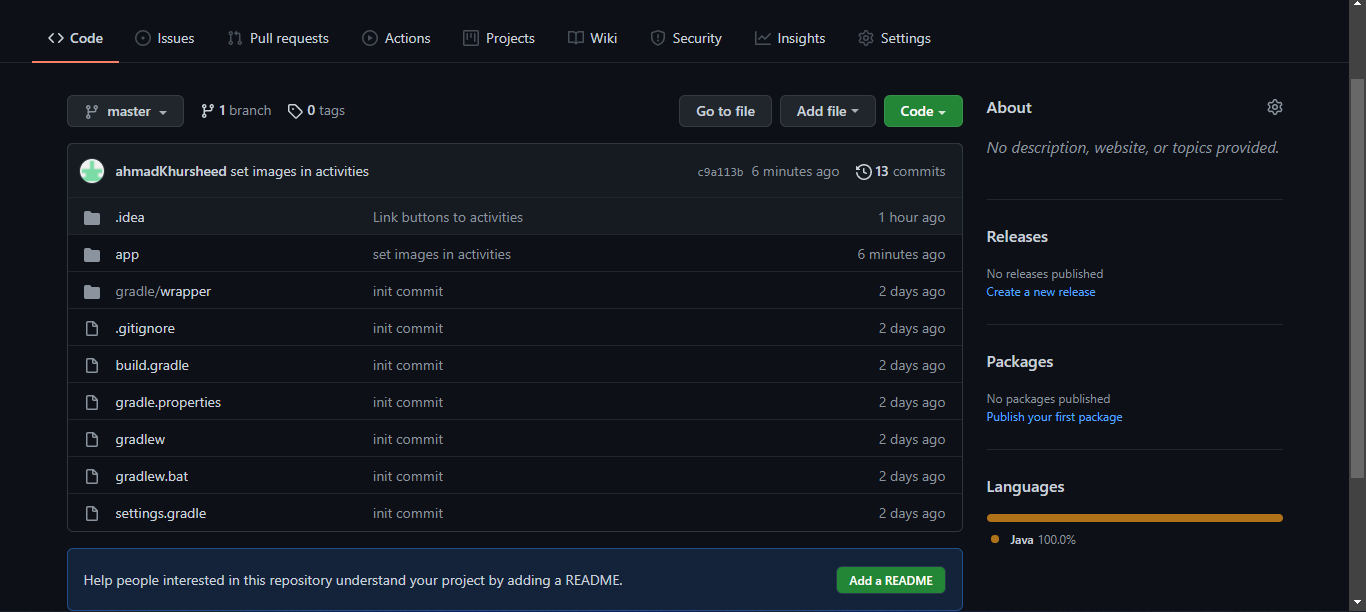 Code Issues Pull requests Actions Projects Wiki Security Insights Settings
master 1 branch 0 tags Go to file Add file Code
ahmadKhursheed set images in activities c9a113b 6 minutes ago 13 commits
.idea Link buttons to activities 1 hour ago
app set images in activities 6 minutes ago
gradle/wrapper init commit 2 days ago
.gitignore init commit 2 days ago
build.gradle init commit 2 days ago
gradle.properties init commit 2 days ago
gradlew init commit 2 days ago
gradlew.bat init commit 2 days ago
settings.gradle init commit 2 days ago
Help people interested in this repository understand your project by adding a README. Add a README
About
No description, website, or topics provided.
Releases
No releases published
Create a new release
Packages
No packages published
Publish your first package
Languages
Java 100.0%